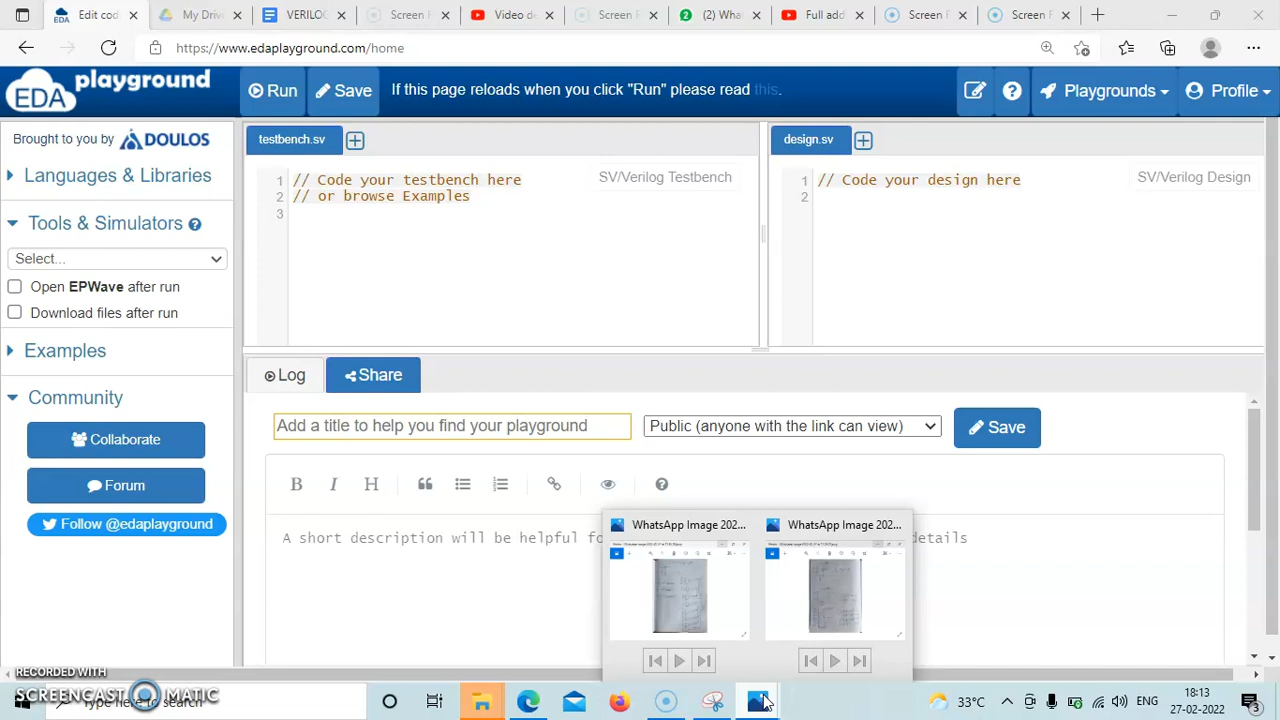 Edit cod
My Driv
VERILOG
Screen F
Video de
Screen F
(2) Wha
Full add
Screen F
Screen F
https://www.edaplayground.com/home
EDA playground
Run
Save
If this page reloads when you click "Run" please read this.
Playgrounds
Profile
Brought to you by DOULOS
Languages & Libraries
Tools & Simulators
Select...
Open EPWave after run
Download files after run
Examples
Community
Collaborate
Forum
Follow @edaplayground
testbench.sv
1 // Code your testbench here
2 // or browse Examples
3
SV/Verilog Testbench
design.sv
1 // Code your design here
2
SV/Verilog Design
Log
Share
Add a title to help you find your playground
Public (anyone with the link can view)
Save
B I H
A short description will be helpful fo
details
WhatsApp Image 202...
WhatsApp Image 202...
RECORDED WITH
SCREENCAST MATIC
Type here to search
33°C
ENG
18:13
27-02-2022
3